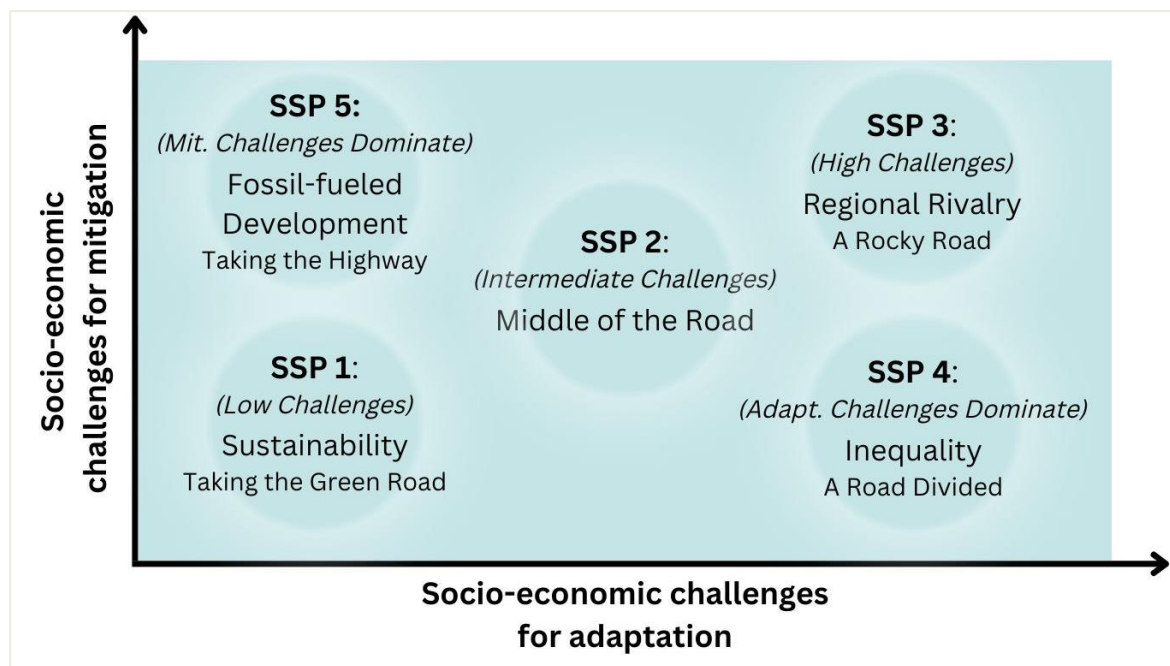 Socio-economic
challenges for mitigation
SSP 5:
(Mit. Challenges Dominate)
Fossil-fueled
Development
Taking the Highway
SSP 3:
(High Challenges)
Regional Rivalry
A Rocky Road
SSP 2:
(Intermediate Challenges)
Middle of the Road
SSP 1:
(Low Challenges)
Sustainability
Taking the Green Road
SSP 4:
(Adapt. Challenges Dominate)
Inequality
A Road Divided
Socio-economic challenges
for adaptation